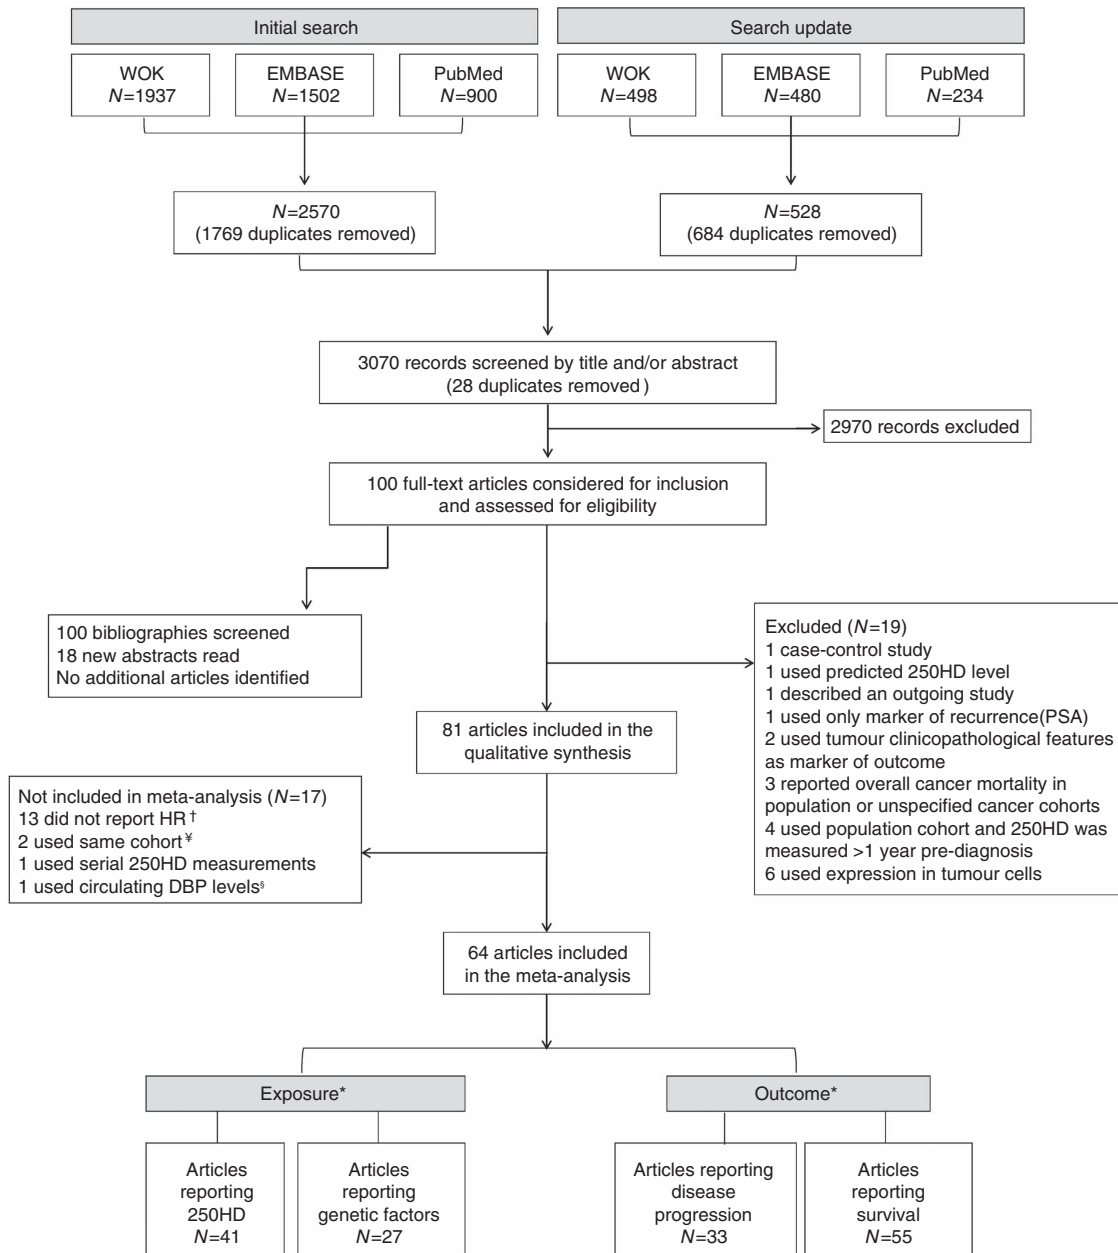 Initial search
Search update
WOK
N=1937
EMBASE
N=1502
PubMed
N=900
WOK
N=498
EMBASE
N=480
PubMed
N=234
N=2570
(1769 duplicates removed)
N=528
(684 duplicates removed)
3070 records screened by title and/or abstract
(28 duplicates removed )
2970 records excluded
100 full-text articles considered for inclusion
and assessed for eligibility
100 bibliographies screened
18 new abstracts read
No additional articles identified
Excluded (N=19)
1 case-control study
1 used predicted 250HD level
1 described an outgoing study
1 used only marker of recurrence(PSA)
2 used tumour clinicopathological features
as marker of outcome
3 reported overall cancer mortality in
population or unspecified cancer cohorts
4 used population cohort and 250HD was
measured >1 year pre-diagnosis
6 used expression in tumour cells
81 articles included in the
qualitative synthesis
Not included in meta-analysis (N=17)
13 did not report HR†
2 used same cohort¥
1 used serial 250HD measurements
1 used circulating DBP levels§
64 articles included
in the meta-analysis
Exposure*
Outcome*
Articles
reporting
250HD
N=41
Articles
reporting
genetic factors
N=27
Articles reporting
disease
progression
N=33
Articles
reporting
survival
N=55